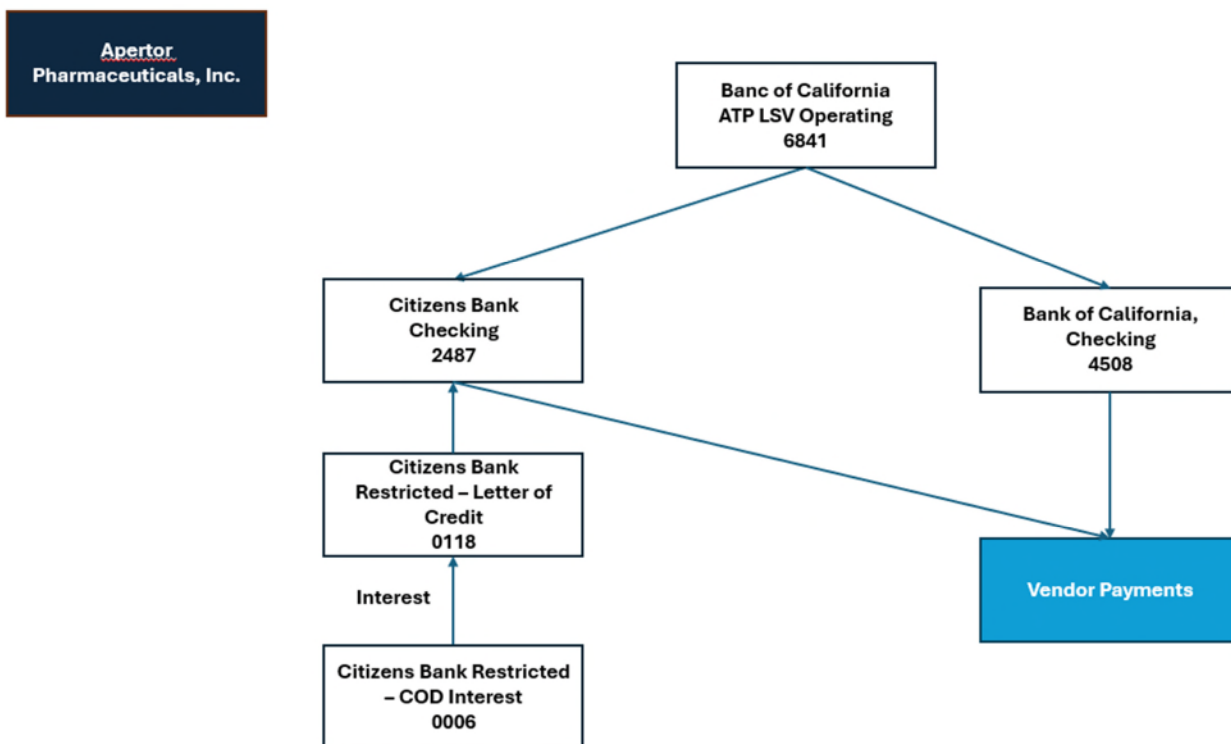 Apertor
Pharmaceuticals, Inc.
Banc of California
ATP LSV Operating
6841
Citizens Bank
Checking
2487
Bank of California,
Checking
4508
Citizens Bank
Restricted – Letter of
Credit
0118
Interest
Vendor Payments
Citizens Bank Restricted
– COD Interest
0006